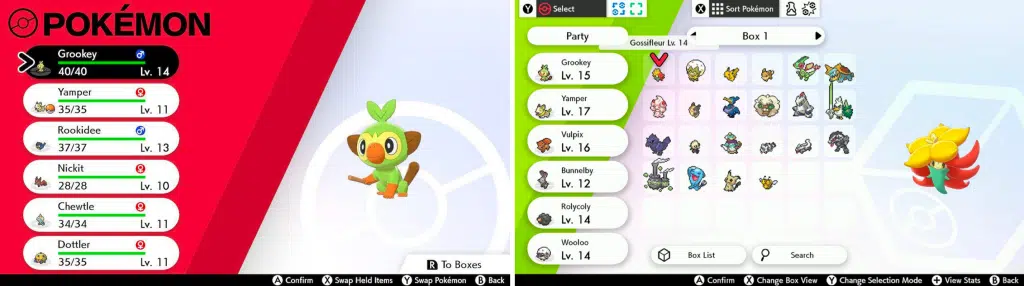 POKÉMON
Grookey
40/40 Lv. 14
Yamper
35/35 Lv. 11
Rookidee
37/37 Lv. 13
Nickit
28/28 Lv. 10
Chewtle
34/34 Lv. 11
Dottler
35/35 Lv. 11
R To Boxes
A Confirm X Swap Held Items Y Swap Pokémon B Back
Y Select X Sort Pokémon
Party
Gossifleur Lv. 14
Box 1
Grookey
Lv. 15
Yamper
Lv. 17
Vulpix
Lv. 16
Bunnelby
Lv. 12
Rolycoly
Lv. 14
Wooloo
Lv. 14
Box List Search
A Confirm X Change Box View Y Change Selection Mode + View Stats B Back